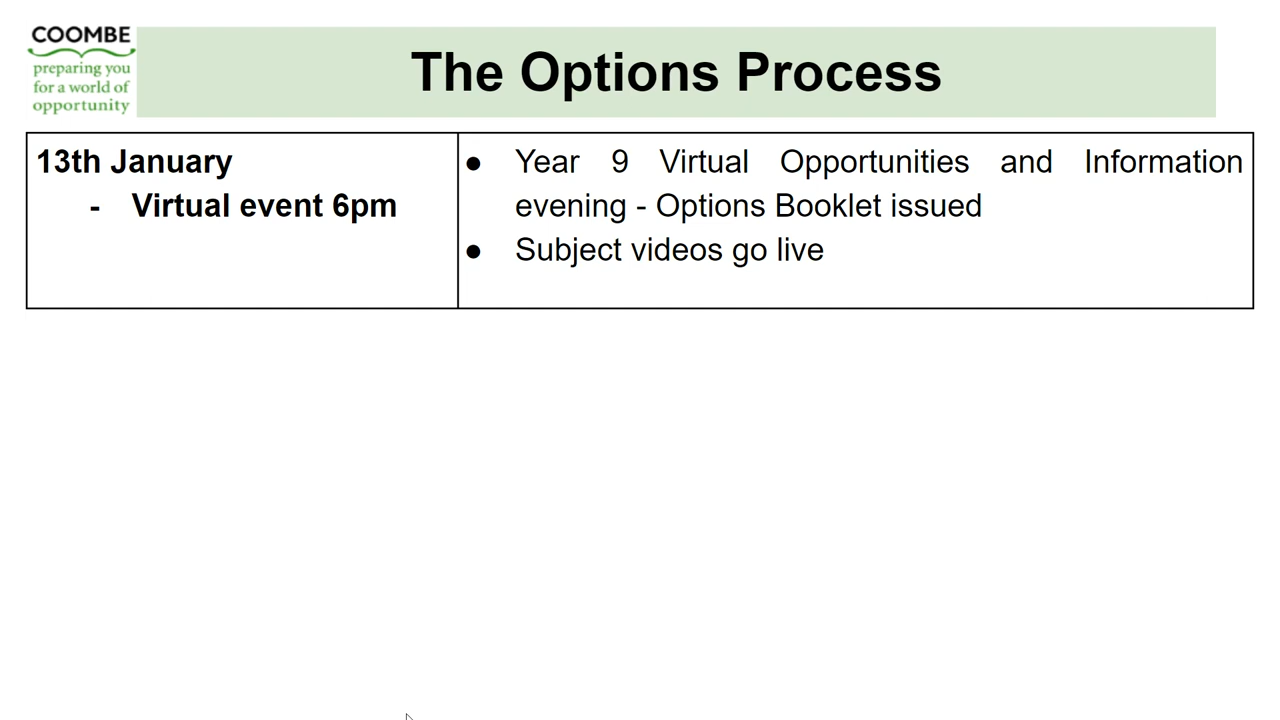 COOMBE
preparing you
for a world of
opportunity
The Options Process
13th January
- Virtual event 6pm
● Year 9 Virtual Opportunities and Information
evening - Options Booklet issued
● Subject videos go live